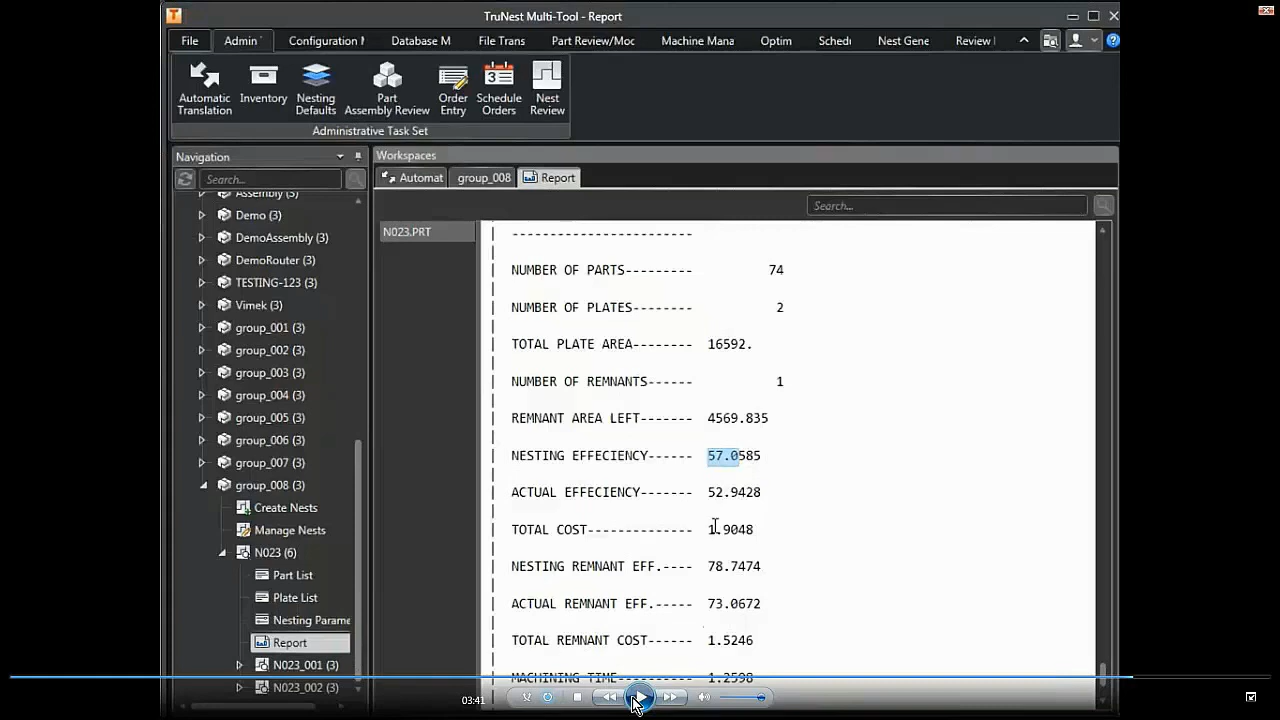 TruNest Multi-Tool - Report
File Admin Configuration M Database M File Trans Part Review/Moc Machine Mana Optim Sched Nest Gene Review
Automatic Translation
Inventory
Nesting Defaults
Part Assembly Review
Order Entry
Schedule Orders
Nest Review
Administrative Task Set
Navigation
Search...
Assembly (3)
Demo (3)
DemoAssembly (3)
DemoRouter (3)
TESTING-123 (3)
Vimek (3)
group_001 (3)
group_002 (3)
group_003 (3)
group_004 (3)
group_005 (3)
group_006 (3)
group_007 (3)
group_008 (3)
Create Nests
Manage Nests
N023 (6)
Part List
Plate List
Nesting Parame
Report
N023_001 (3)
N023_002 (3)
Workspaces
Automat group_008 Report
Search...
N023.PRT
------------------------
NUMBER OF PARTS--------- 74
NUMBER OF PLATES-------- 2
TOTAL PLATE AREA-------- 16592.
NUMBER OF REMNANTS------ 1
REMNANT AREA LEFT------- 4569.835
NESTING EFFECIENCY------ 57.0585
ACTUAL EFFECIENCY------- 52.9428
TOTAL COST-------------- 1.9048
NESTING REMNANT EFF.---- 78.7474
ACTUAL REMNANT EFF.----- 73.0672
TOTAL REMNANT COST------ 1.5246
MACHINING TIME---------- 1.2598
03:41